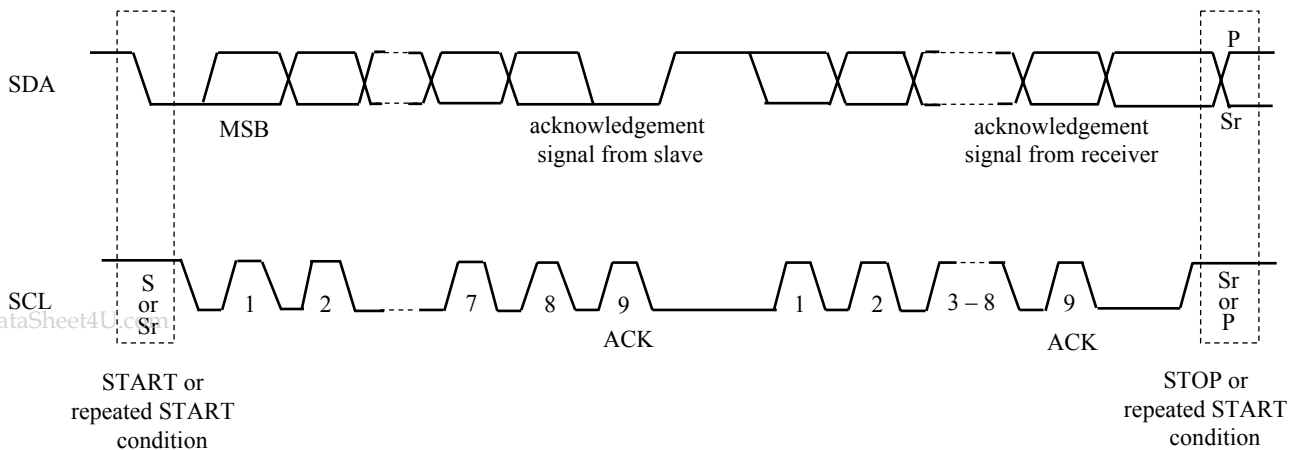 P
SDA
MSB
acknowledgement
signal from slave
acknowledgement
signal from receiver
Sr
SCL
S
or
Sr
1
2
7
8
9
ACK
1
2
3 – 8
9
ACK
Sr
or
P
ataSheet4U.com
START or
repeated START
condition
STOP or
repeated START
condition